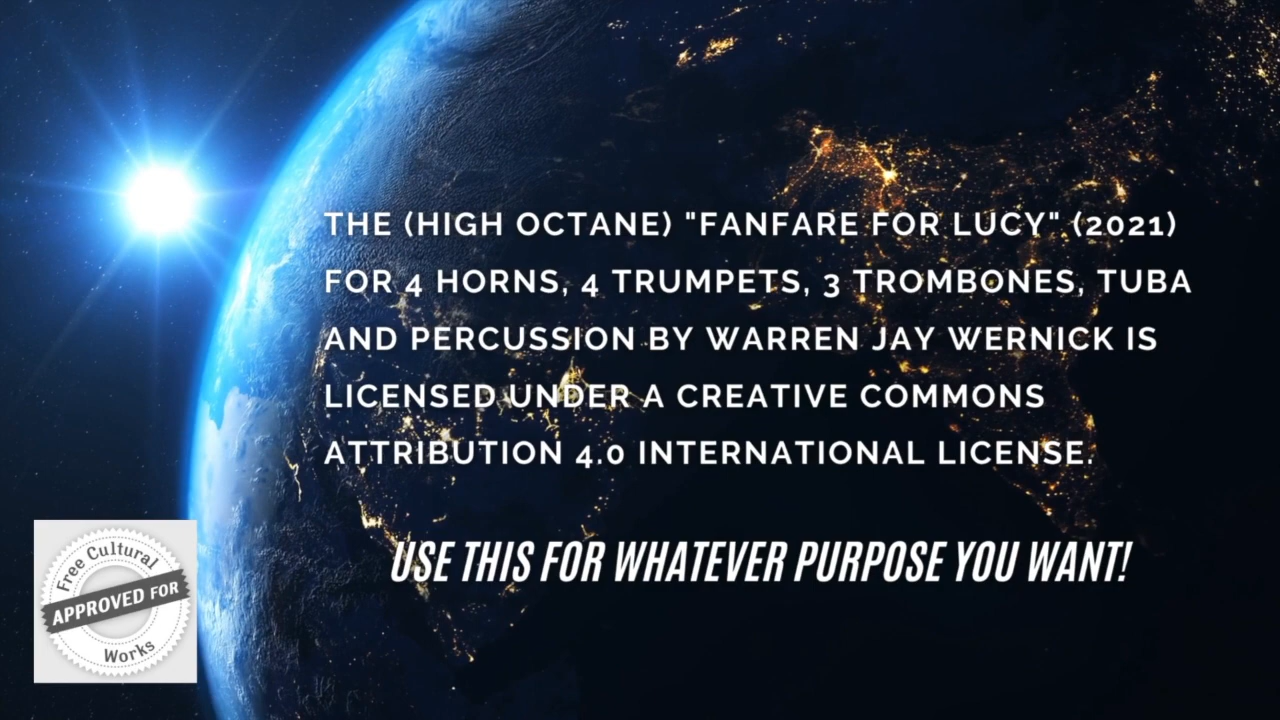 THE (HIGH OCTANE) "FANFARE FOR LUCY" (2021)
FOR 4 HORNS, 4 TRUMPETS, 3 TROMBONES, TUBA
AND PERCUSSION BY WARREN JAY WERNICK IS
LICENSED UNDER A CREATIVE COMMONS
ATTRIBUTION 4.0 INTERNATIONAL LICENSE.
USE THIS FOR WHATEVER PURPOSE YOU WANT!
Free Cultural
APPROVED FOR
Works